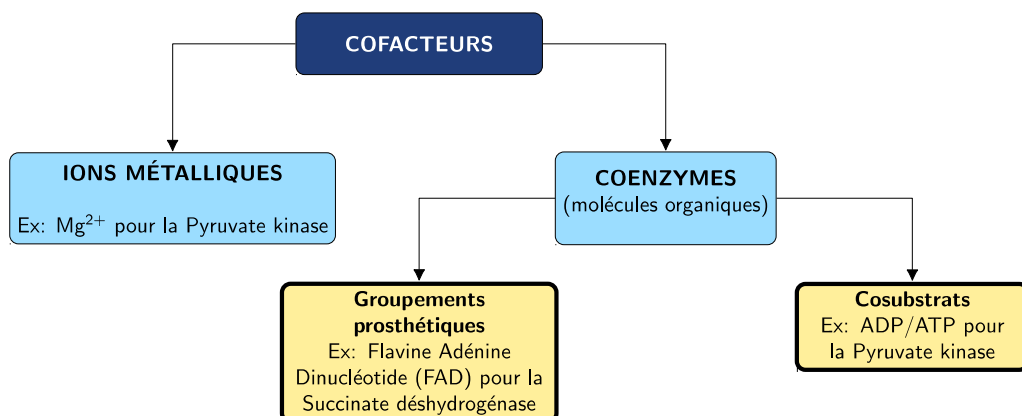 COFACTEURS
IONS MÉTALLIQUES
Ex: Mg²⁺ pour la Pyruvate kinase
COENZYMES
(molécules organiques)
Groupements
prosthétiques
Ex: Flavine Adénine
Dinucléotide (FAD) pour la
Succinate déshydrogénase
Cosubstrats
Ex: ADP/ATP pour
la Pyruvate kinase